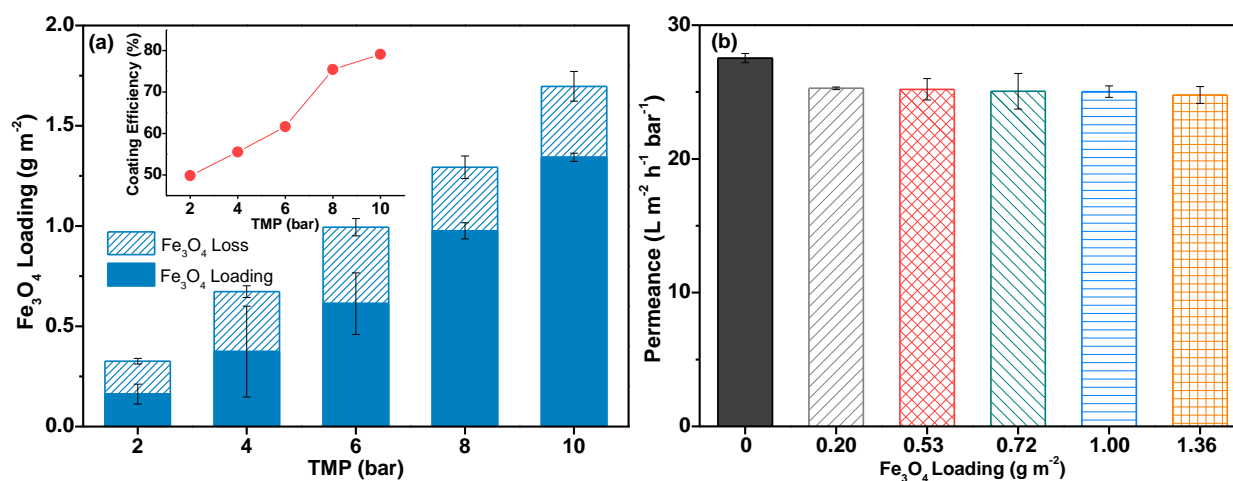 (a)
Fe₃O₄ Loading (g m⁻²)
2.0
1.5
1.0
0.5
0.0
2 4 6 8 10
TMP (bar)
Coating Efficiency (%)
80
70
60
50
2 4 6 8 10
TMP (bar)
Fe₃O₄ Loss
Fe₃O₄ Loading
(b)
Permeance (L m⁻² h⁻¹ bar⁻¹)
30
20
10
0
0 0.20 0.53 0.72 1.00 1.36
Fe₃O₄ Loading (g m⁻²)